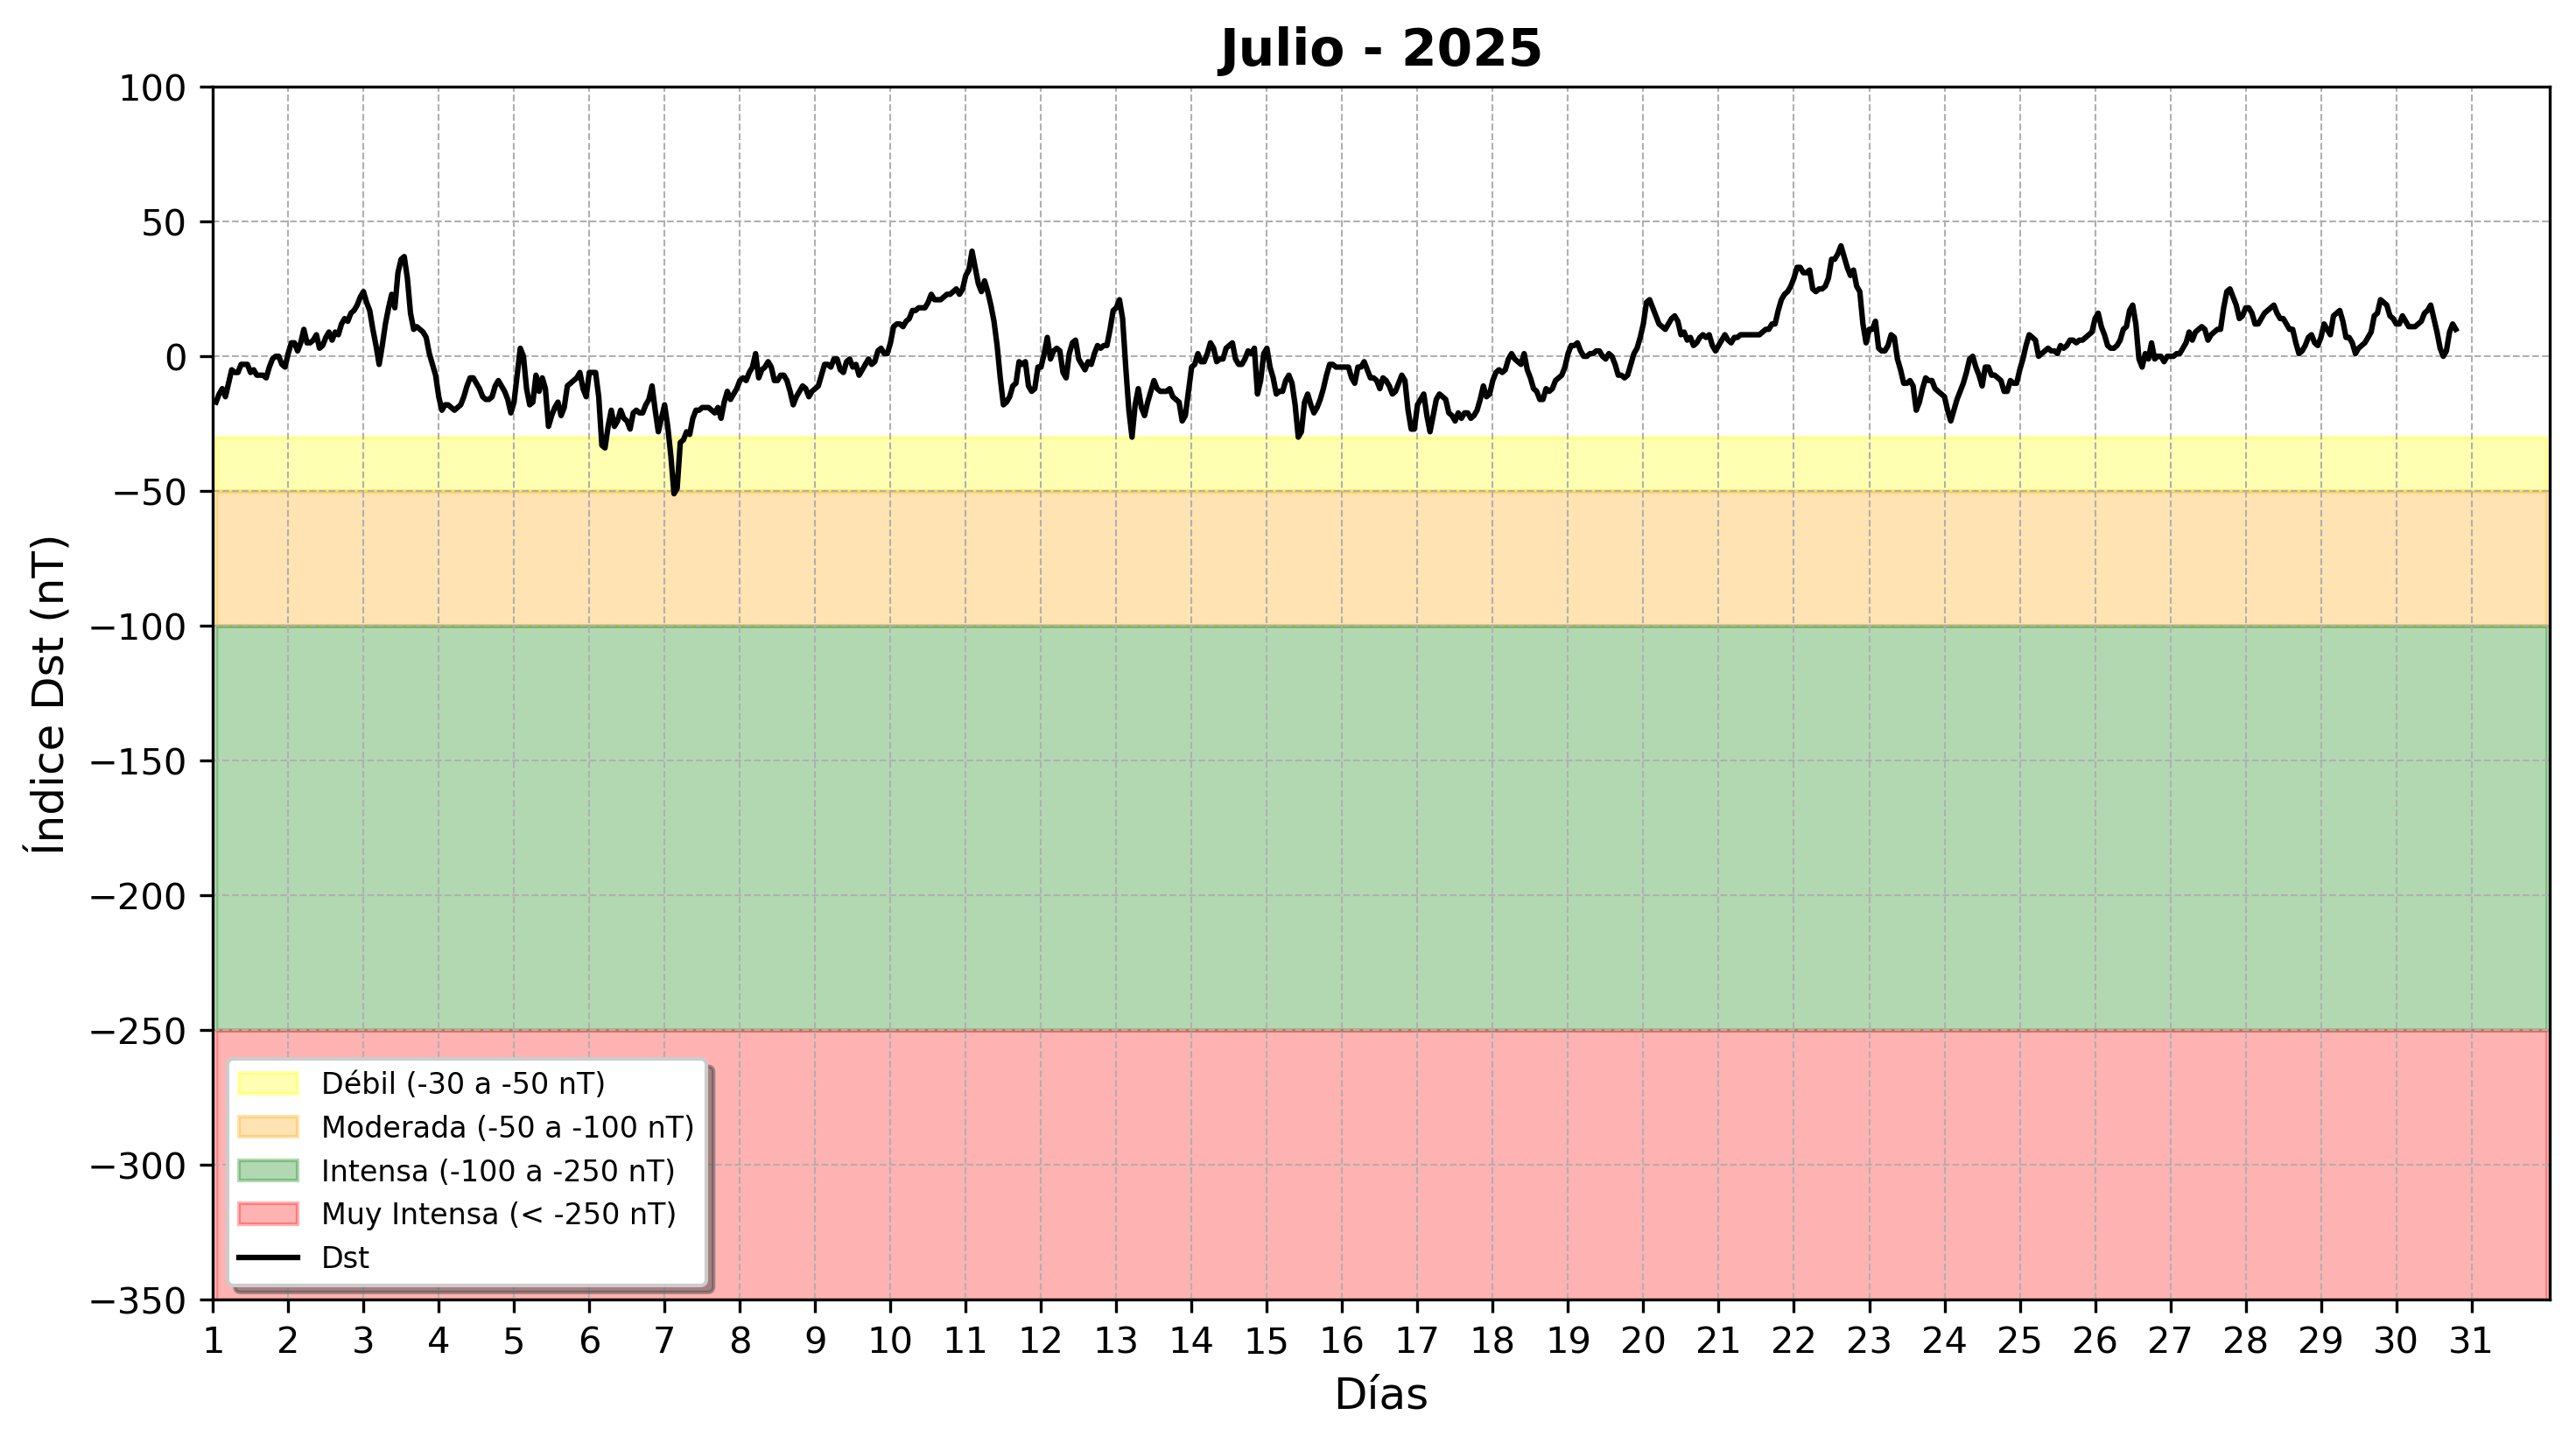 Julio - 2025
100
50
0
−50
−100
−150
−200
−250
−300
−350
Índice Dst (nT)
Débil (-30 a -50 nT)
Moderada (-50 a -100 nT)
Intensa (-100 a -250 nT)
Muy Intensa (< -250 nT)
Dst
1 2 3 4 5 6 7 8 9 10 11 12 13 14 15 16 17 18 19 20 21 22 23 24 25 26 27 28 29 30 31
Días